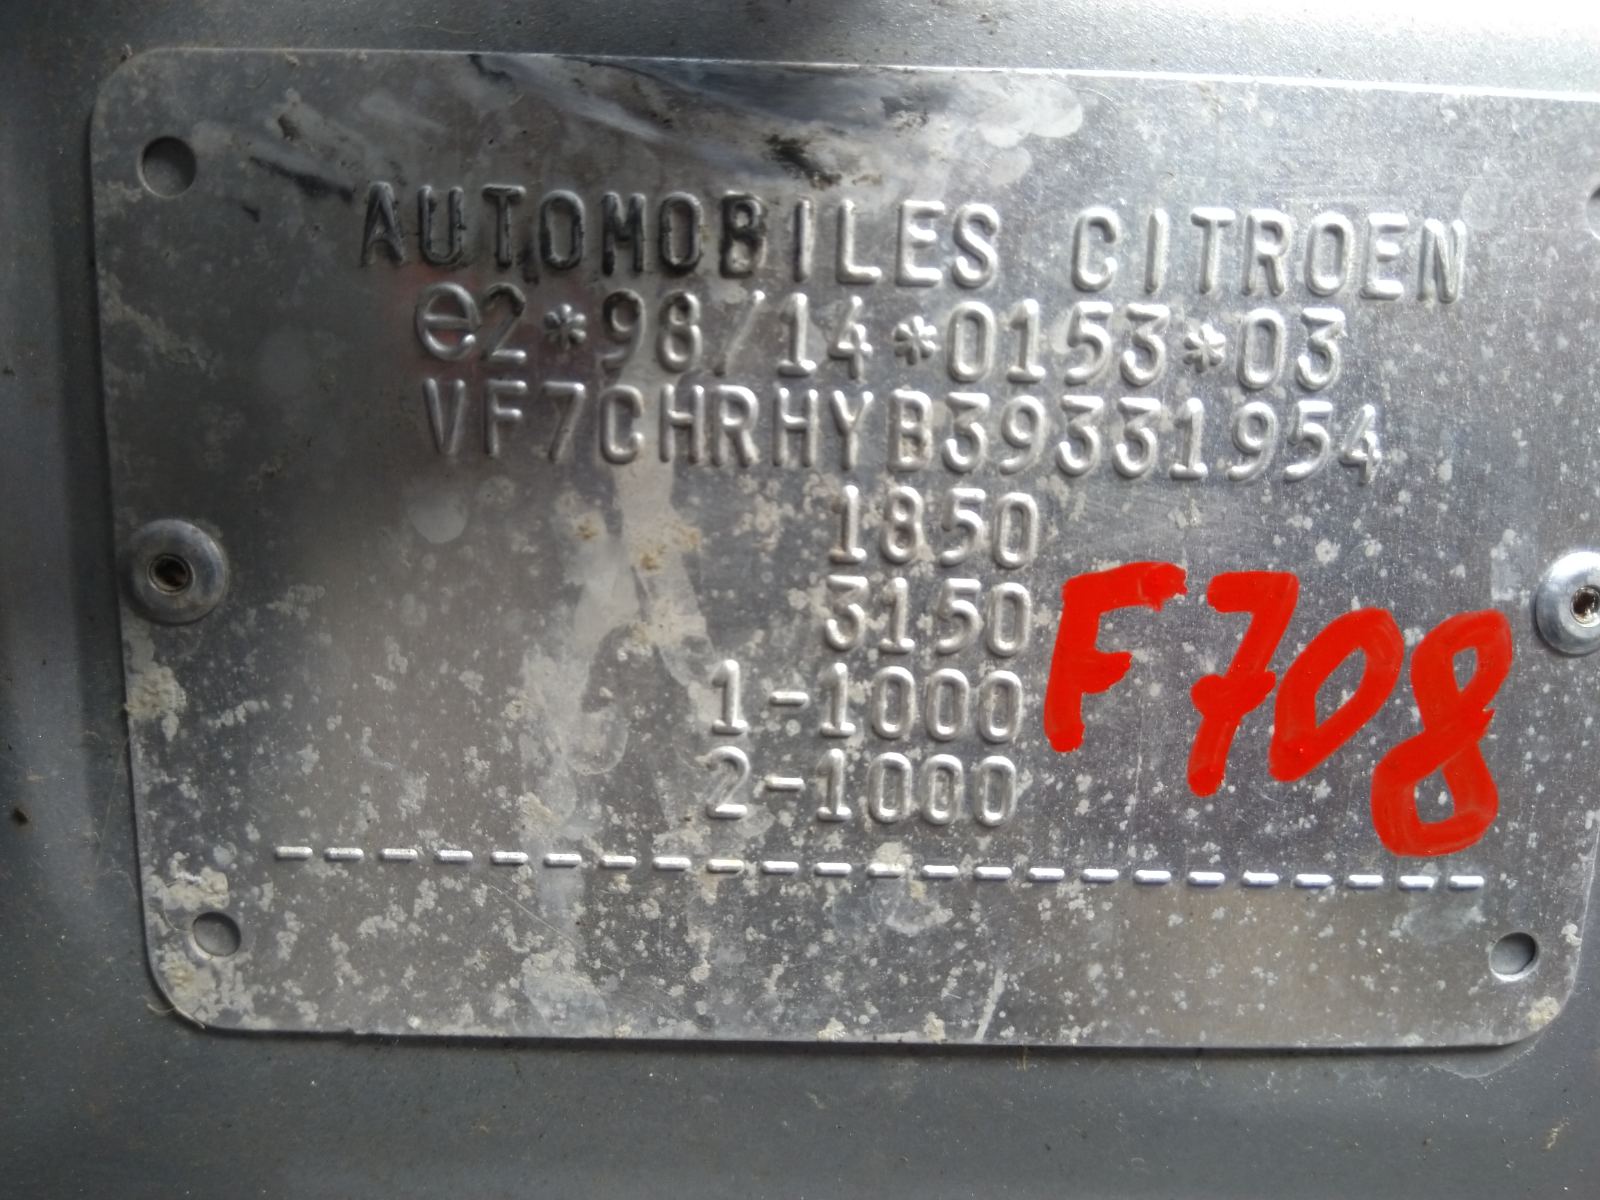 AUTOMOBILES CITROEN
e2*98/14*0153*03
VF7CHRHYB39331954
1850
3150
1-1000
2-1000
F708
-----------------------